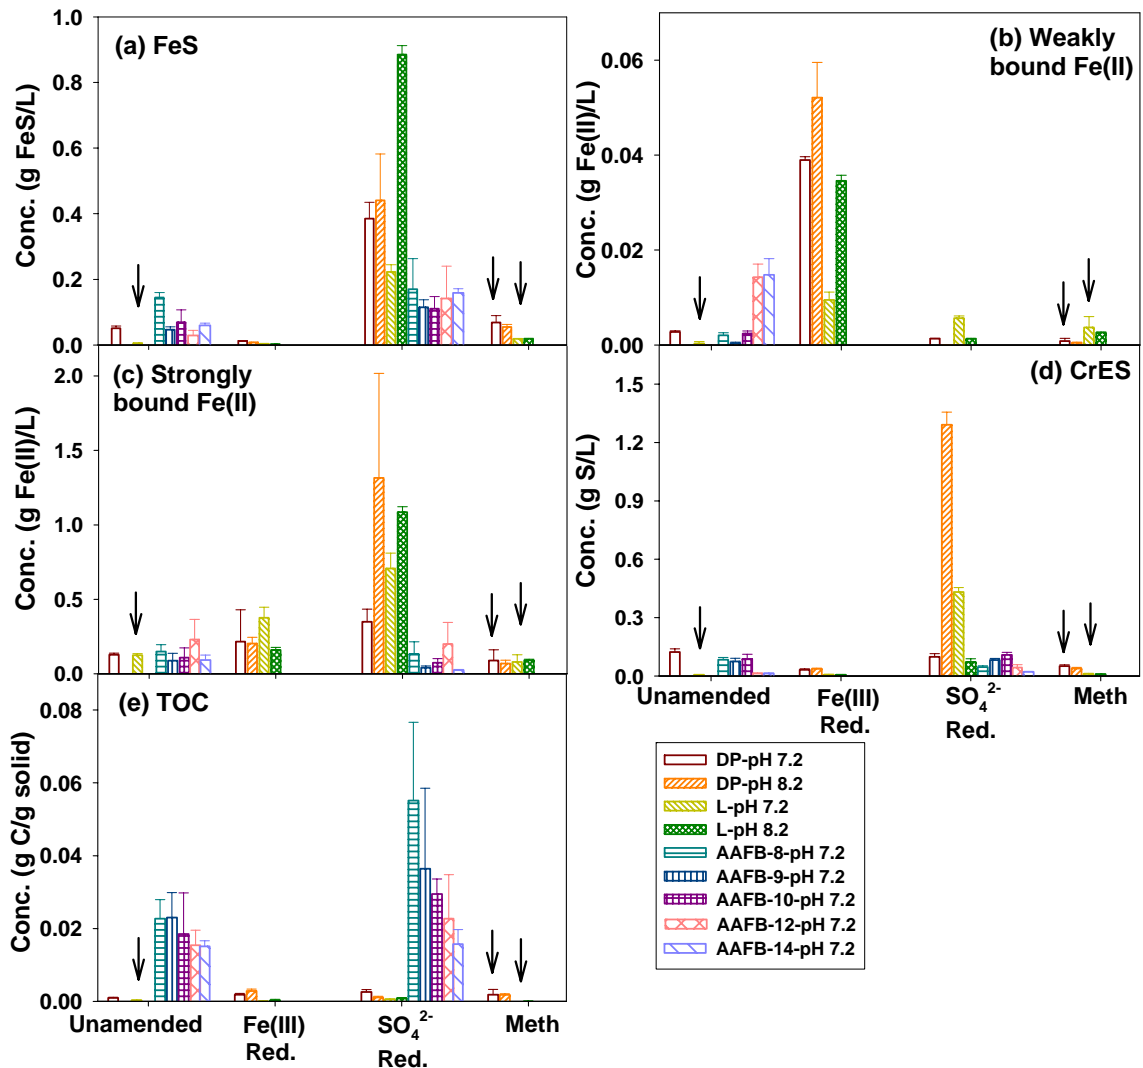 (a) FeS
Conc. (g FeS/L)
1.0
0.8
0.6
0.4
0.2
0.0
(b) Weakly
bound Fe(II)
Conc. (g Fe(II)/L)
0.06
0.04
0.02
0.00
(c) Strongly
bound Fe(II)
Conc. (g Fe(II)/L)
2.0
1.5
1.0
0.5
0.0
(d) CrES
Conc. (g S/L)
1.5
1.2
0.9
0.6
0.3
0.0
Unamended
Fe(III)
Red.
SO₄²⁻
Red.
Meth
(e) TOC
Conc. (g C/g solid)
0.08
0.06
0.04
0.02
0.00
Unamended
Fe(III)
Red.
SO₄²⁻
Red.
Meth
DP-pH 7.2
DP-pH 8.2
L-pH 7.2
L-pH 8.2
AAFB-8-pH 7.2
AAFB-9-pH 7.2
AAFB-10-pH 7.2
AAFB-12-pH 7.2
AAFB-14-pH 7.2